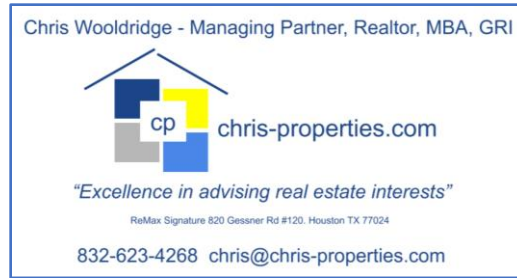 Chris Wooldridge - Managing Partner, Realtor, MBA, GRI
cp
chris-properties.com
“Excellence in advising real estate interests”
ReMax Signature 820 Gessner Rd #120. Houston TX 77024
832-623-4268 chris@chris-properties.com